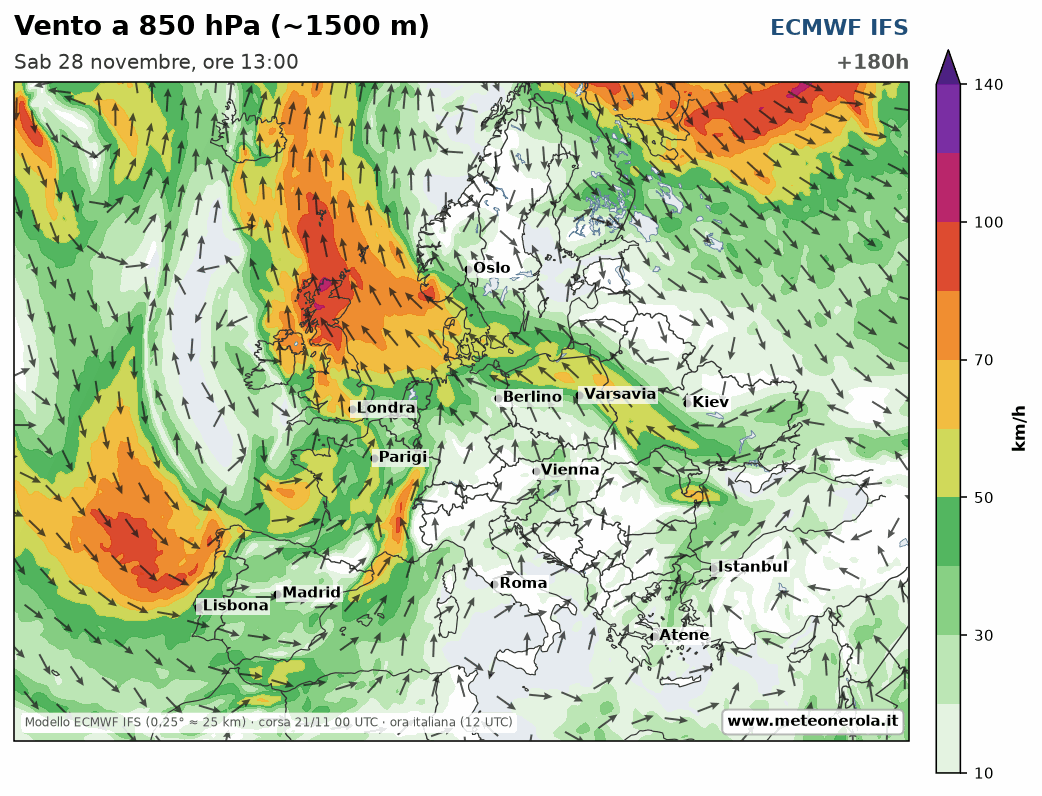 Vento a 850 hPa (~1500 m)
ECMWF IFS
Sab 28 novembre, ore 13:00
+180h
140
100
70
50
30
10
km/h
Oslo
Berlino
Varsavia
Kiev
Londra
Parigi
Vienna
Istanbul
Roma
Madrid
Lisbona
Atene
Modello ECMWF IFS (0,25° ≈ 25 km) · corsa 21/11 00 UTC · ora italiana (12 UTC)
www.meteonerola.it